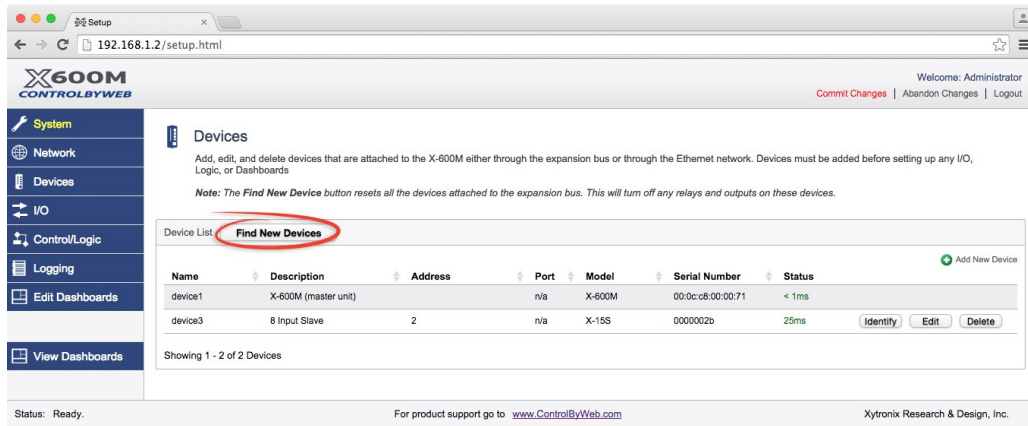 Setup
192.168.1.2/setup.html
X600M
CONTROLBYWEB
Welcome: Administrator
Commit Changes | Abandon Changes | Logout
System
Network
Devices
I/O
Control/Logic
Logging
Edit Dashboards
View Dashboards
Devices
Add, edit, and delete devices that are attached to the X-600M either through the expansion bus or through the Ethernet network. Devices must be added before setting up any I/O,
Logic, or Dashboards
Note: The Find New Device button resets all the devices attached to the expansion bus. This will turn off any relays and outputs on these devices.
Device List Find New Devices
Add New Device
Name Description Address Port Model Serial Number Status
device1 X-600M (master unit) n/a X-600M 00:0c:c8:00:00:71 < 1ms
device3 8 Input Slave 2 n/a X-15S 0000002b 25ms Identify Edit Delete
Showing 1 - 2 of 2 Devices
Status: Ready. For product support go to www.ControlByWeb.com Xytronix Research & Design, Inc.